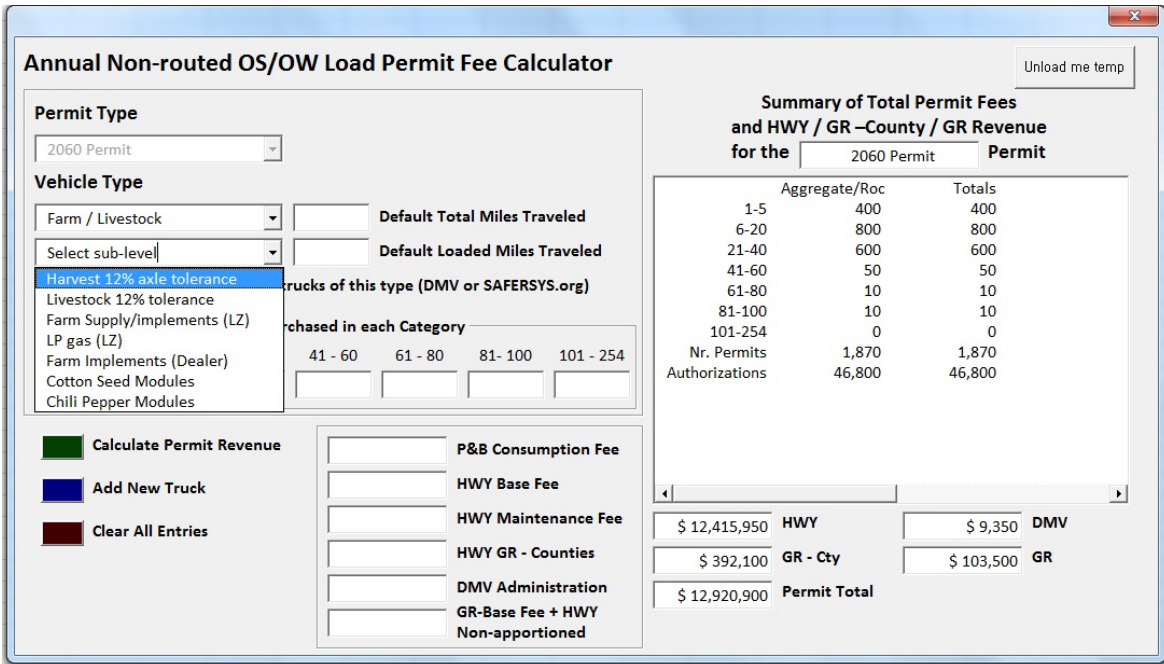 Annual Non-routed OS/OW Load Permit Fee Calculator
Unload me temp
Permit Type
2060 Permit
Vehicle Type
Farm / Livestock
Default Total Miles Traveled
Select sub-level
Default Loaded Miles Traveled
Harvest 12% axle tolerance
Livestock 12% tolerance
Farm Supply/implements (LZ)
LP gas (LZ)
Farm Implements (Dealer)
Cotton Seed Modules
Chili Pepper Modules
trucks of this type (DMV or SAFERSYS.org)
rchased in each Category
41 - 60 61 - 80 81- 100 101 - 254
Calculate Permit Revenue
Add New Truck
Clear All Entries
P&B Consumption Fee
HWY Base Fee
HWY Maintenance Fee
HWY GR - Counties
DMV Administration
GR-Base Fee + HWY
Non-apportioned
Summary of Total Permit Fees
and HWY / GR –County / GR Revenue
for the 2060 Permit Permit
Aggregate/Roc Totals
1-5 400 400
6-20 800 800
21-40 600 600
41-60 50 50
61-80 10 10
81-100 10 10
101-254 0 0
Nr. Permits 1,870 1,870
Authorizations 46,800 46,800
$ 12,415,950 HWY $ 9,350 DMV
$ 392,100 GR - Cty $ 103,500 GR
$ 12,920,900 Permit Total